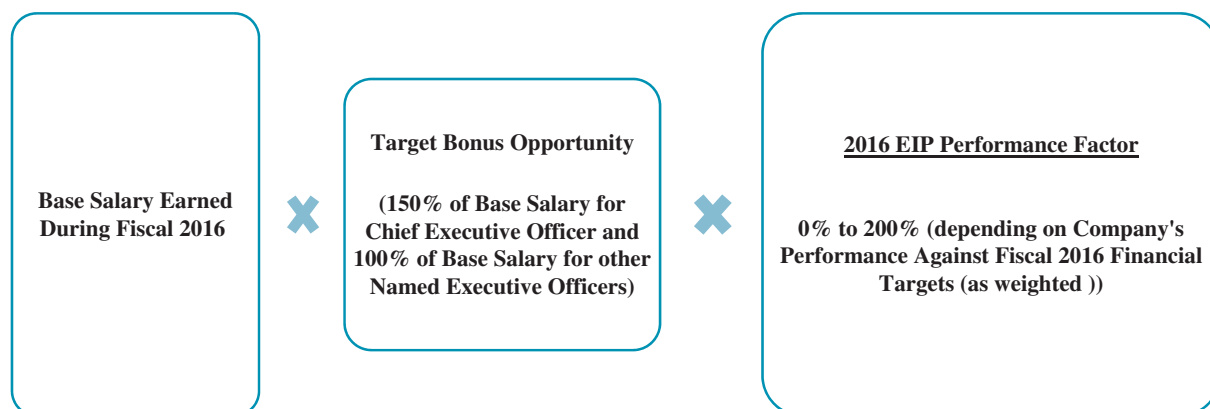 Base Salary Earned
During Fiscal 2016
Target Bonus Opportunity
(150% of Base Salary for
Chief Executive Officer and
100% of Base Salary for other
Named Executive Officers)
2016 EIP Performance Factor
0% to 200% (depending on Company's
Performance Against Fiscal 2016 Financial
Targets (as weighted ))